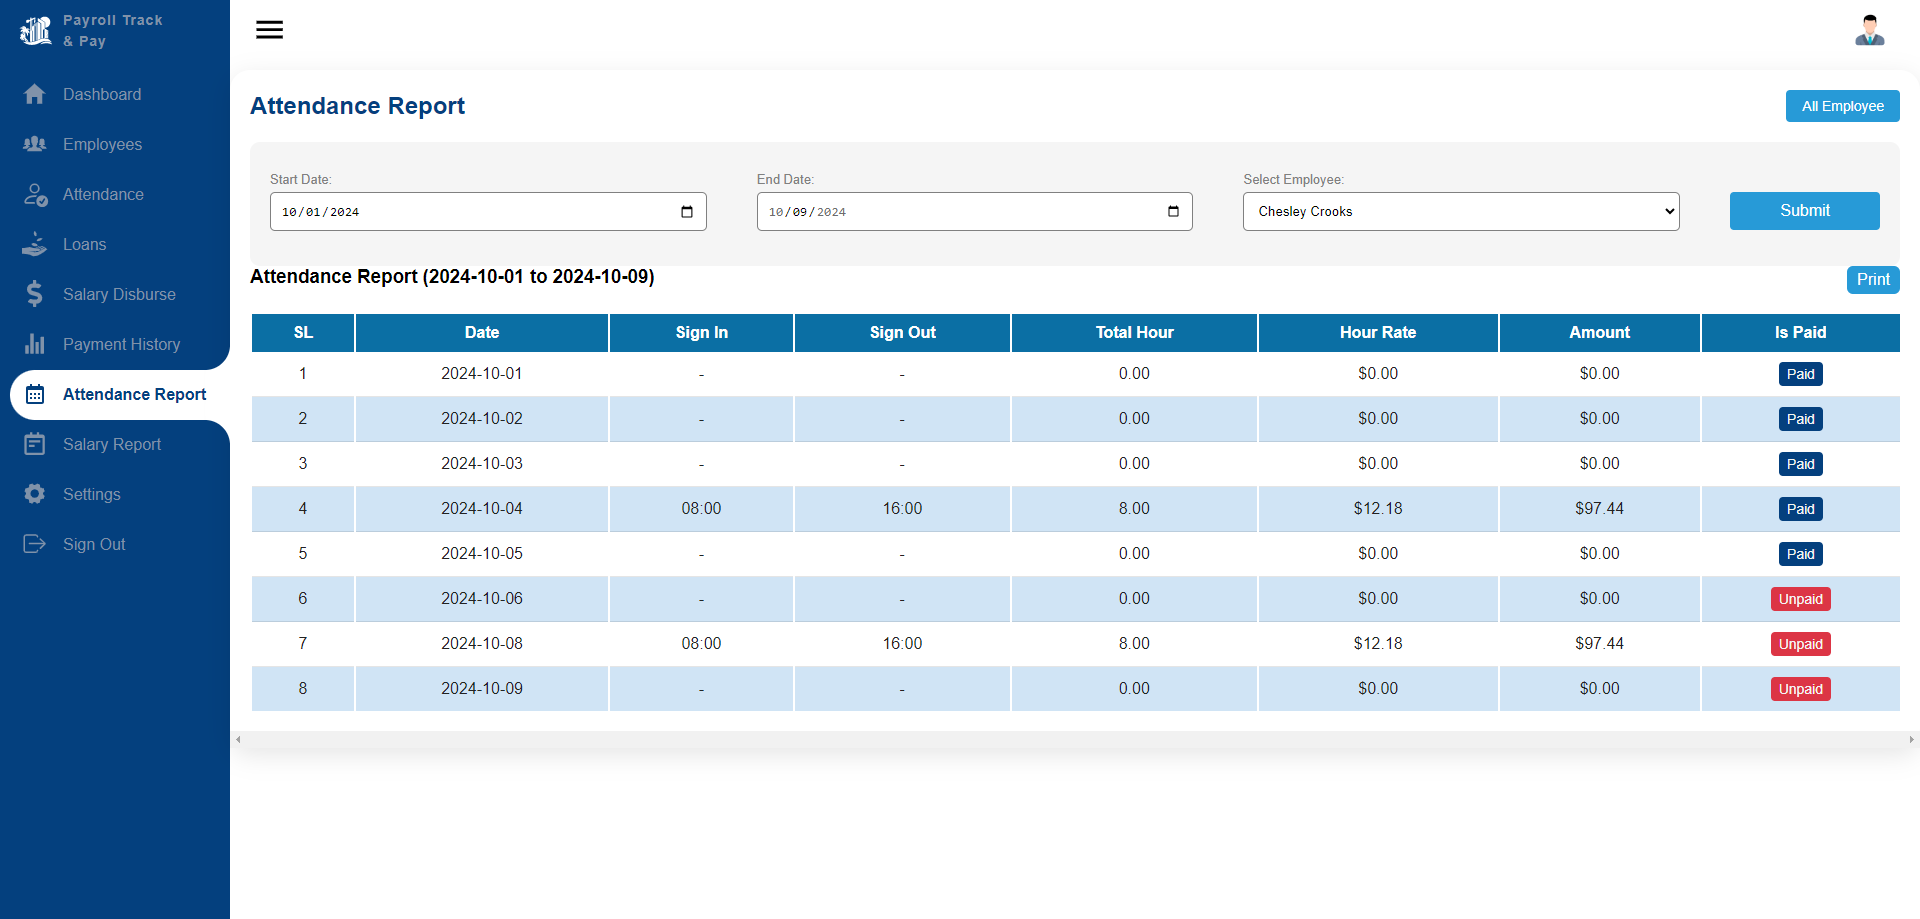 Payroll Track
& Pay
Dashboard
Employees
Attendance
Loans
Salary Disburse
Payment History
Attendance Report
Salary Report
Settings
Sign Out
Attendance Report
All Employee
Start Date:
10/01/2024
End Date:
10/09/2024
Select Employee:
Chesley Crooks
Submit
Attendance Report (2024-10-01 to 2024-10-09)
Print
SL Date Sign In Sign Out Total Hour Hour Rate Amount Is Paid
1 2024-10-01 - - 0.00 $0.00 $0.00 Paid
2 2024-10-02 - - 0.00 $0.00 $0.00 Paid
3 2024-10-03 - - 0.00 $0.00 $0.00 Paid
4 2024-10-04 08:00 16:00 8.00 $12.18 $97.44 Paid
5 2024-10-05 - - 0.00 $0.00 $0.00 Paid
6 2024-10-06 - - 0.00 $0.00 $0.00 Unpaid
7 2024-10-08 08:00 16:00 8.00 $12.18 $97.44 Unpaid
8 2024-10-09 - - 0.00 $0.00 $0.00 Unpaid